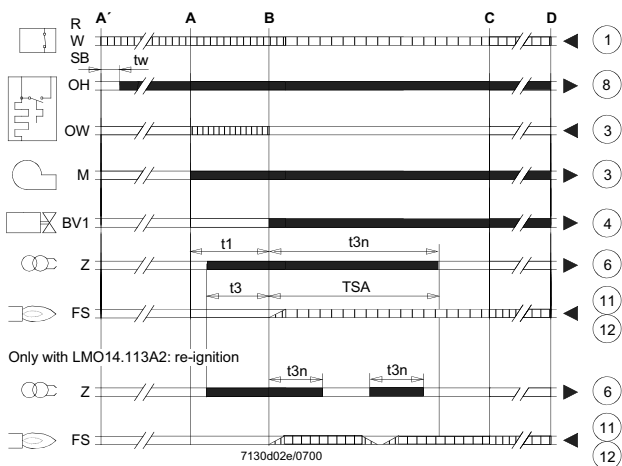 R A´ A B C D
W 1
SB tw
OH 8
OW 3
M 3
BV1 4
t1 t3n
Z 6
t3 TSA
FS 11
12
Only with LMO14.113A2: re-ignition
t3n t3n
Z 6
FS 11
12
7130d02e/0700